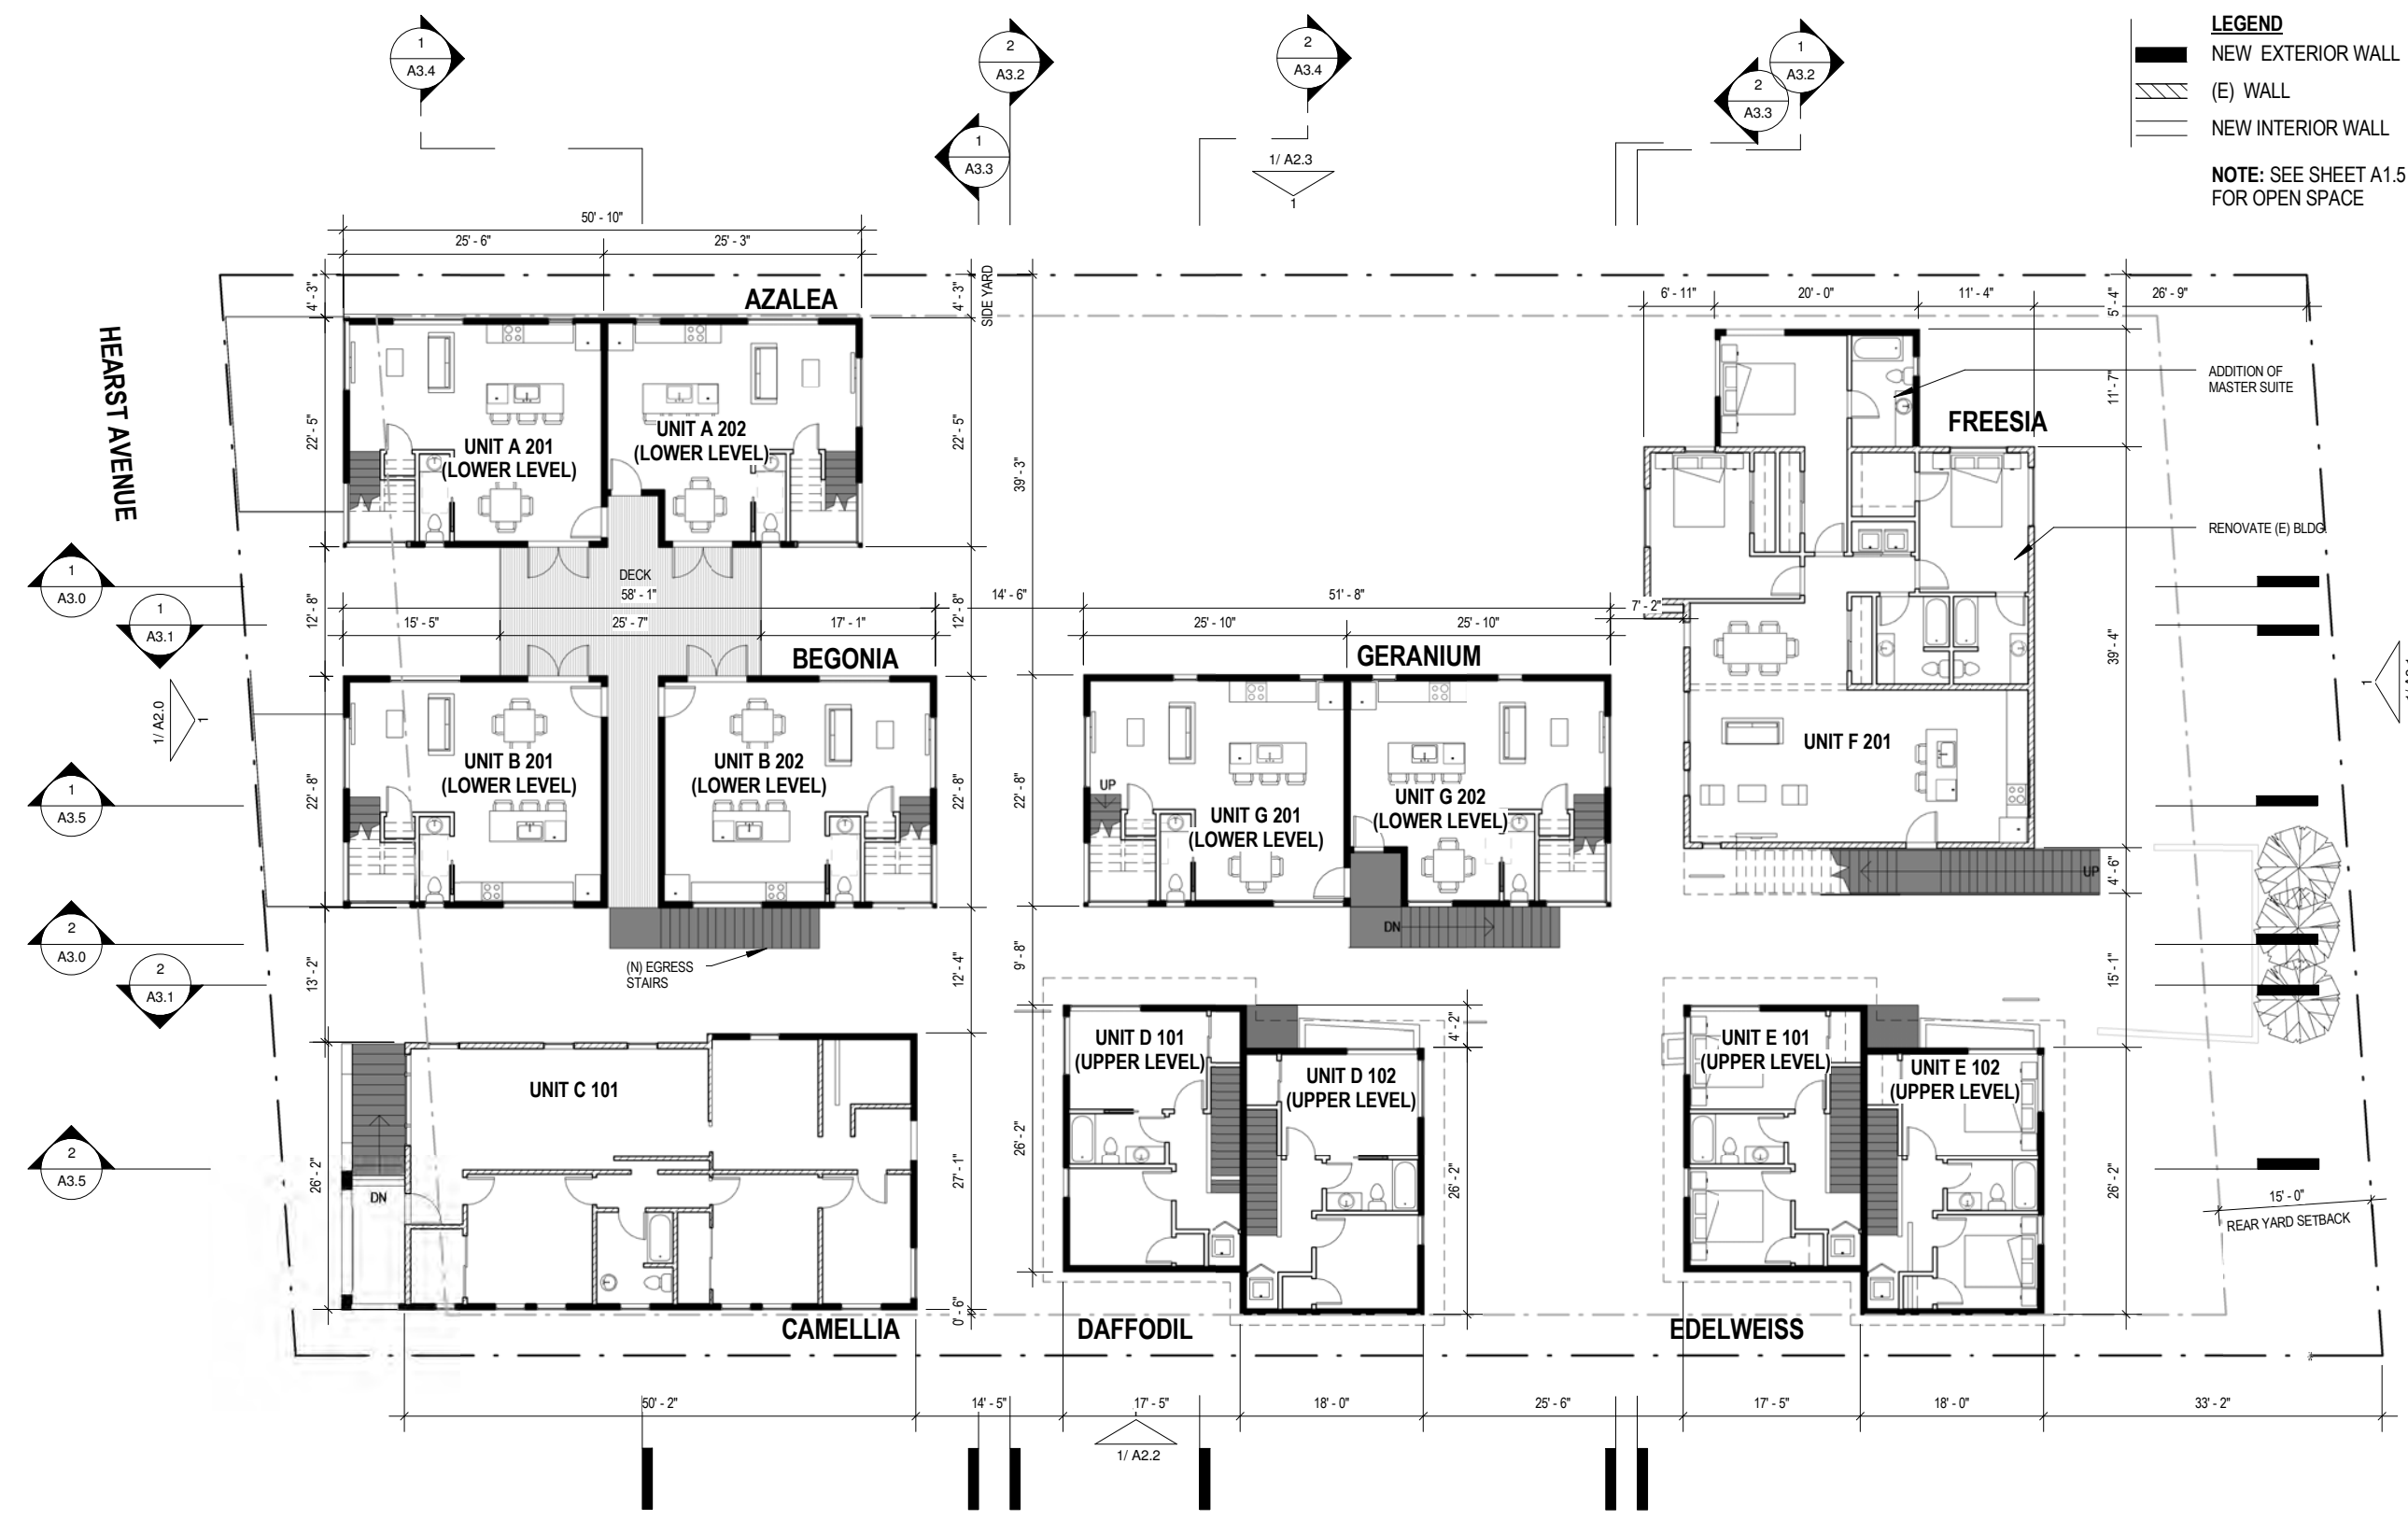 1
A3.4
2
A3.2
1
A3.3
2
A3.4
1/ A2.3
1
1
A3.2
2
A3.3
LEGEND
NEW EXTERIOR WALL
(E) WALL
NEW INTERIOR WALL
NOTE: SEE SHEET A1.5
FOR OPEN SPACE
50' - 10"
25' - 6"
25' - 3"
HEARST AVENUE
4' - 3"
AZALEA
4' - 3"
SIDE YARD
6' - 11"
20' - 0"
11' - 4"
5' - 4"
26' - 9"
22' - 5"
UNIT A 201
(LOWER LEVEL)
UNIT A 202
(LOWER LEVEL)
22' - 5"
39' - 3"
11' - 7"
ADDITION OF
MASTER SUITE
FREESIA
RENOVATE (E) BLDG.
1
A3.0
1
A3.1
12' - 8"
DECK
58' - 1"
15' - 5"
25' - 7"
17' - 1"
12' - 8"
14' - 6"
51' - 8"
25' - 10"
25' - 10"
7' - 2"
39' - 4"
BEGONIA
GERANIUM
1/ A2.0
1
1
1
A3.5
22' - 8"
UNIT B 201
(LOWER LEVEL)
UNIT B 202
(LOWER LEVEL)
22' - 8"
22' - 8"
UP
UNIT G 201
(LOWER LEVEL)
UNIT G 202
(LOWER LEVEL)
UNIT F 201
UP
4' - 6"
2
A3.0
2
A3.1
13' - 2"
(N) EGRESS
STAIRS
12' - 4"
9' - 8"
DN
15' - 1"
UNIT C 101
UNIT D 101
(UPPER LEVEL)
4' - 2"
UNIT D 102
(UPPER LEVEL)
UNIT E 101
(UPPER LEVEL)
UNIT E 102
(UPPER LEVEL)
2
A3.5
26' - 2"
DN
27' - 1"
26' - 2"
26' - 2"
26' - 2"
15' - 0"
REAR YARD SETBACK
0' - 6"
CAMELLIA
DAFFODIL
EDELWEISS
50' - 2"
14' - 5"
17' - 5"
18' - 0"
25' - 6"
17' - 5"
18' - 0"
33' - 2"
1/ A2.2